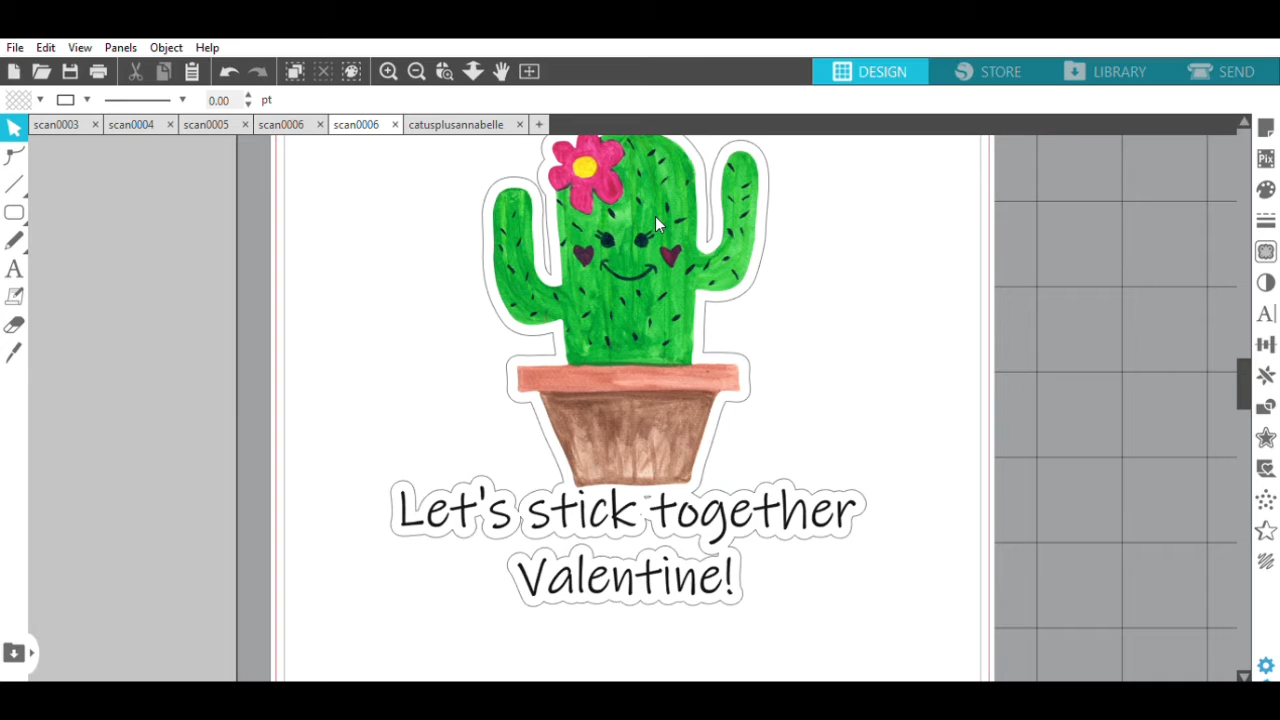 File Edit View Panels Object Help
DESIGN STORE LIBRARY SEND
0.00 pt
scan0003 scan0004 scan0005 scan0006 scan0006 catusplusannabelle
Pix
Let's stick together
Valentine!